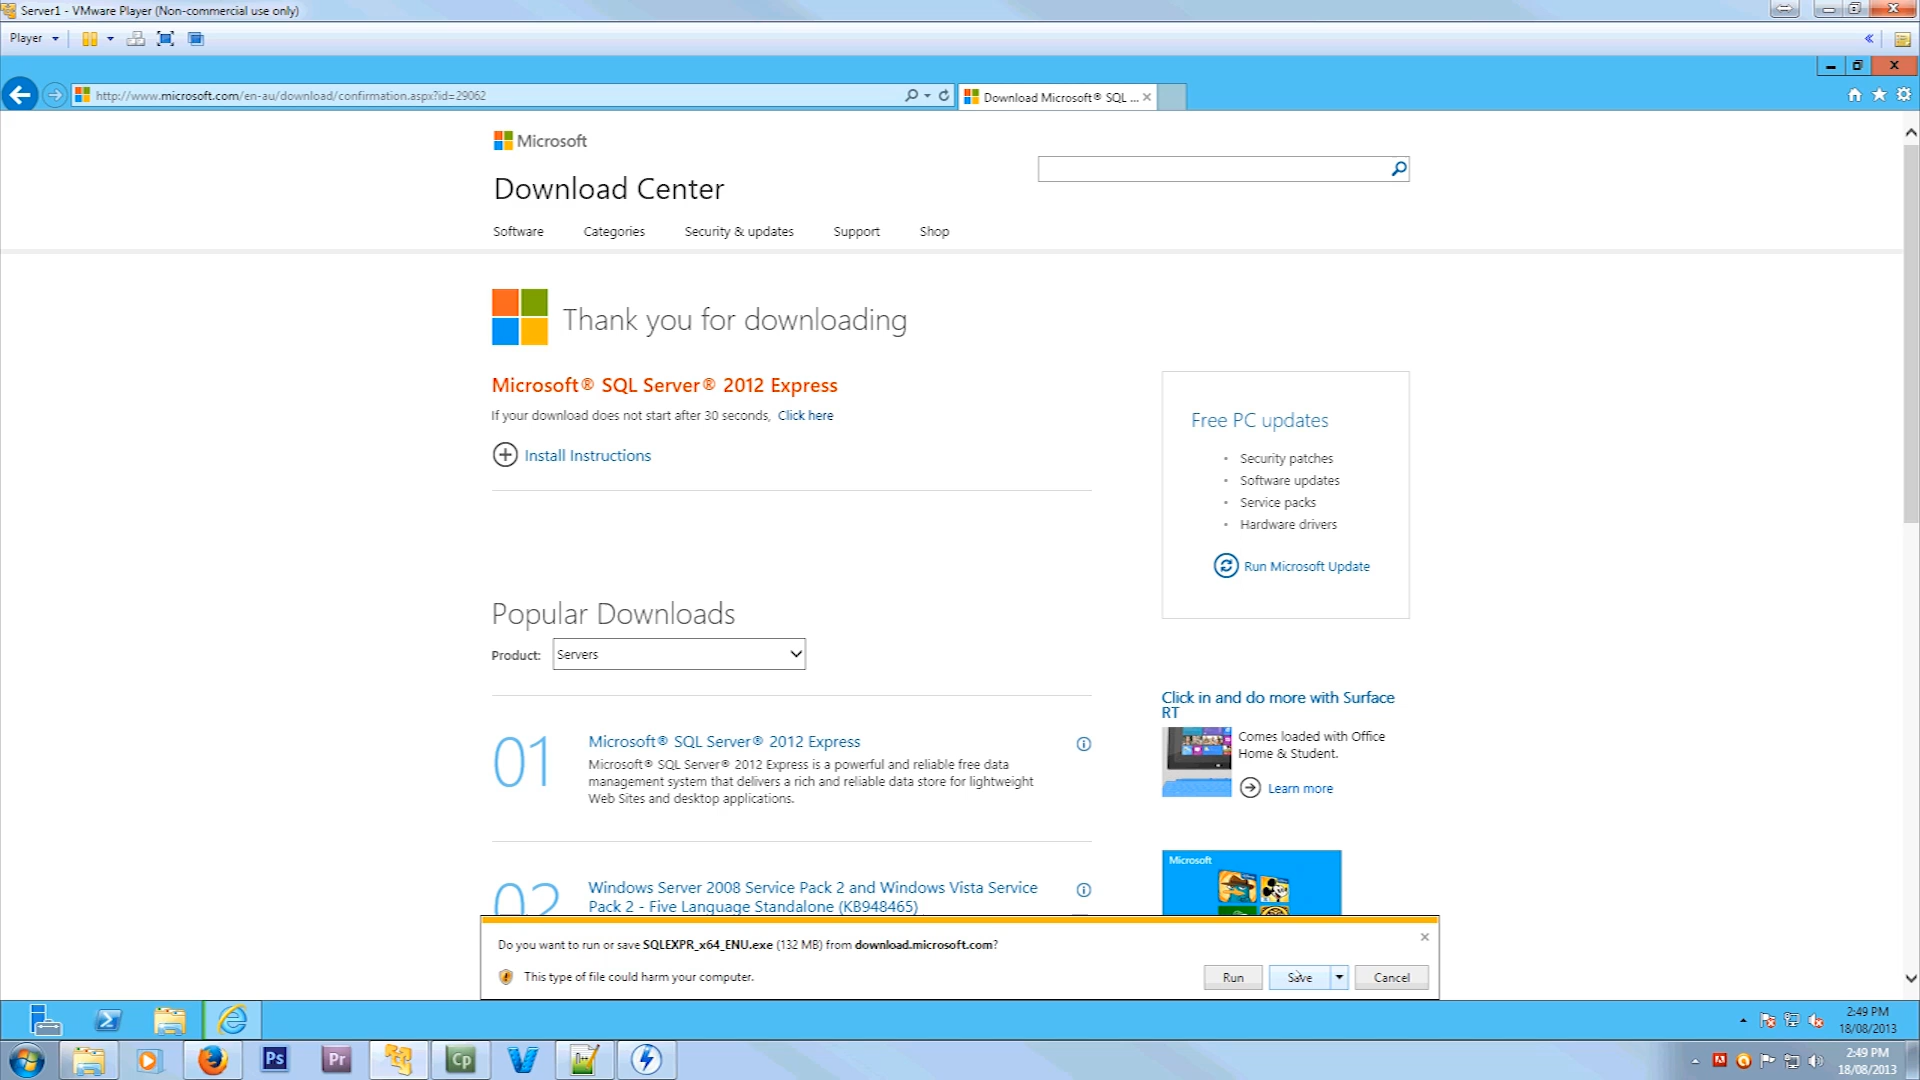 Server1 - VMware Player (Non-commercial use only)
Player
http://www.microsoft.com/en-au/download/confirmation.aspx?id=29062
Download Microsoft® SQL ...
Microsoft
Download Center
Software Categories Security & updates Support Shop
Thank you for downloading
Microsoft® SQL Server® 2012 Express
If your download does not start after 30 seconds, Click here
Install Instructions
Free PC updates
Security patches
Software updates
Service packs
Hardware drivers
Run Microsoft Update
Popular Downloads
Product: Servers
01
Microsoft® SQL Server® 2012 Express
Microsoft® SQL Server® 2012 Express is a powerful and reliable free data
management system that delivers a rich and reliable data store for lightweight
Web Sites and desktop applications.
Click in and do more with Surface
RT
Comes loaded with Office
Home & Student.
Learn more
02
Windows Server 2008 Service Pack 2 and Windows Vista Service
Pack 2 - Five Language Standalone (KB948465)
Microsoft
Do you want to run or save SQLEXPR_x64_ENU.exe (132 MB) from download.microsoft.com?
This type of file could harm your computer.
Run Save Cancel
2:49 PM
18/08/2013
Ps Pr Cp
2:49 PM
18/08/2013